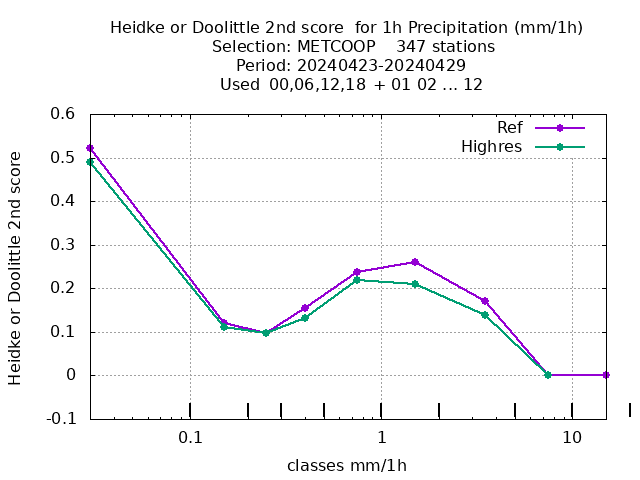 Heidke or Doolittle 2nd score  for 1h Precipitation (mm/1h)
Selection: METCOOP    347 stations
Period: 20240423-20240429
Used  00,06,12,18  + 01 02 ... 12
Heidke or Doolittle 2nd score
0.6
0.5
0.4
0.3
0.2
0.1
0
-0.1
Ref
Highres
0.1
1
10
classes mm/1h